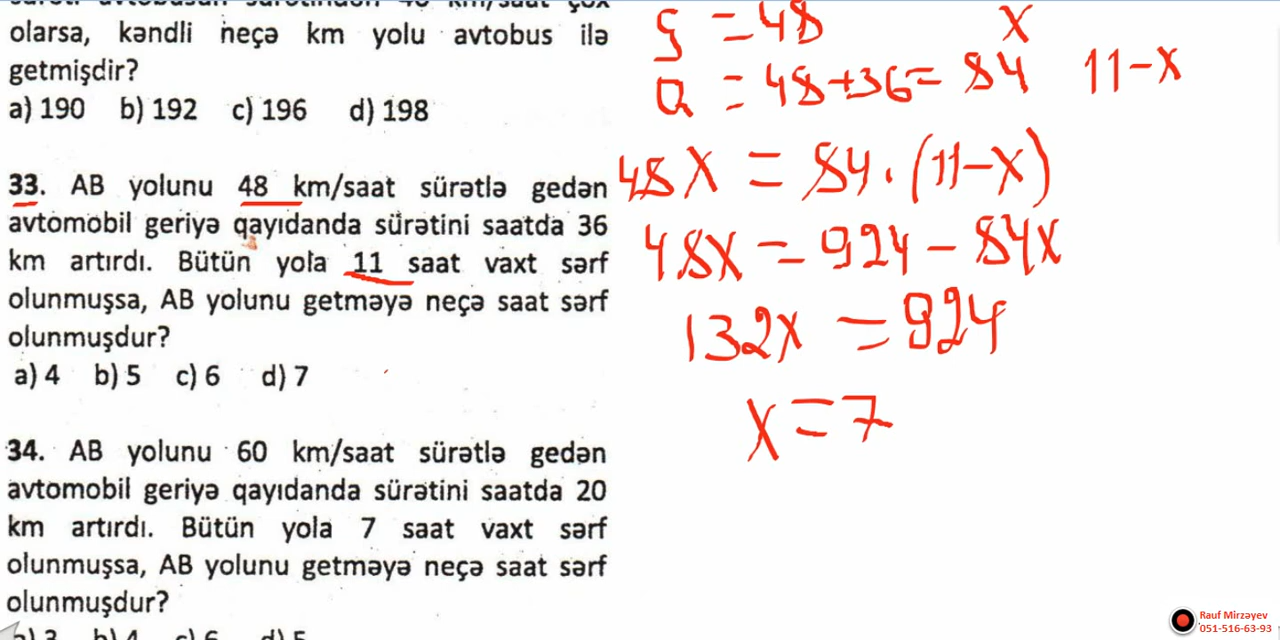 olarsa, kəndli neçə km yolu avtobus ilə
getmişdir?
a) 190 b) 192 c) 196 d) 198
33. AB yolunu 48 km/saat sürətlə gedən
avtomobil geriyə qayıdanda sürətini saatda 36
km artırdı. Bütün yola 11 saat vaxt sərf
olunmuşsa, AB yolunu getməyə neçə saat sərf
olunmuşdur?
a) 4 b) 5 c) 6 d) 7
34. AB yolunu 60 km/saat sürətlə gedən
avtomobil geriyə qayıdanda sürətini saatda 20
km artırdı. Bütün yola 7 saat vaxt sərf
olunmuşsa, AB yolunu getməyə neçə saat sərf
olunmuşdur?
a) 3 b) 4 c) 6 d) 5
= 48 x
Q = 48+36= 84 11-x
48x = 84.(11-x)
48x = 924-84x
132x = 924
x=7
Rauf Mirzəyev
051-516-63-93